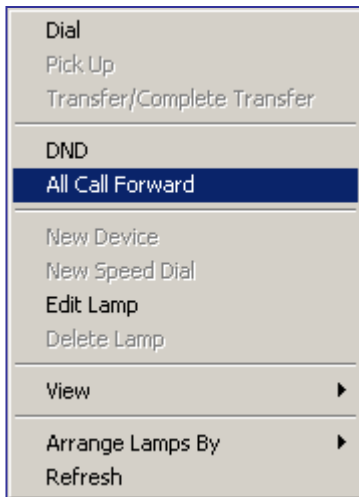 Dial
Pick Up
Transfer/Complete Transfer
DND
All Call Forward
New Device
New Speed Dial
Edit Lamp
Delete Lamp
View
Arrange Lamps By
Refresh